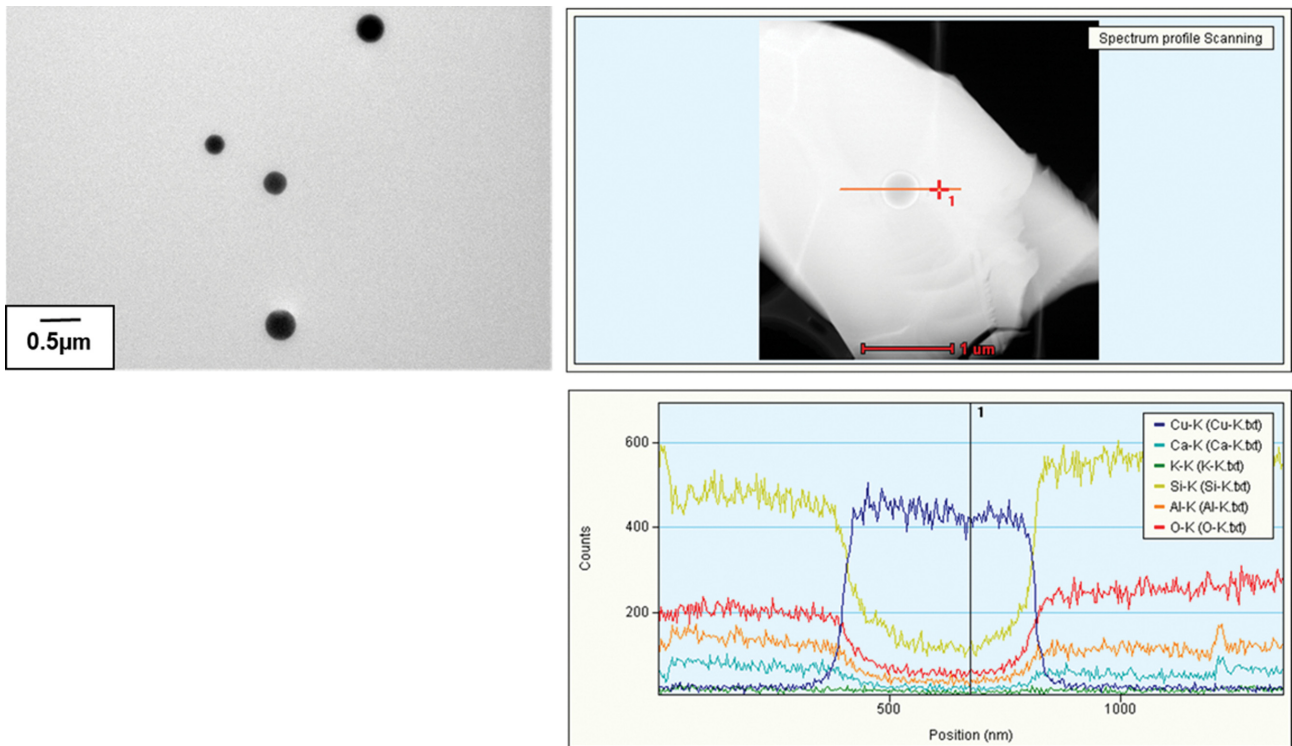 0.5µm
Spectrum profile Scanning
1
1 um
1
Cu-K (Cu-K.txt)
Ca-K (Ca-K.txt)
K-K (K-K.txt)
Si-K (Si-K.txt)
Al-K (Al-K.txt)
O-K (O-K.txt)
600
400
200
Counts
500
1000
Position (nm)